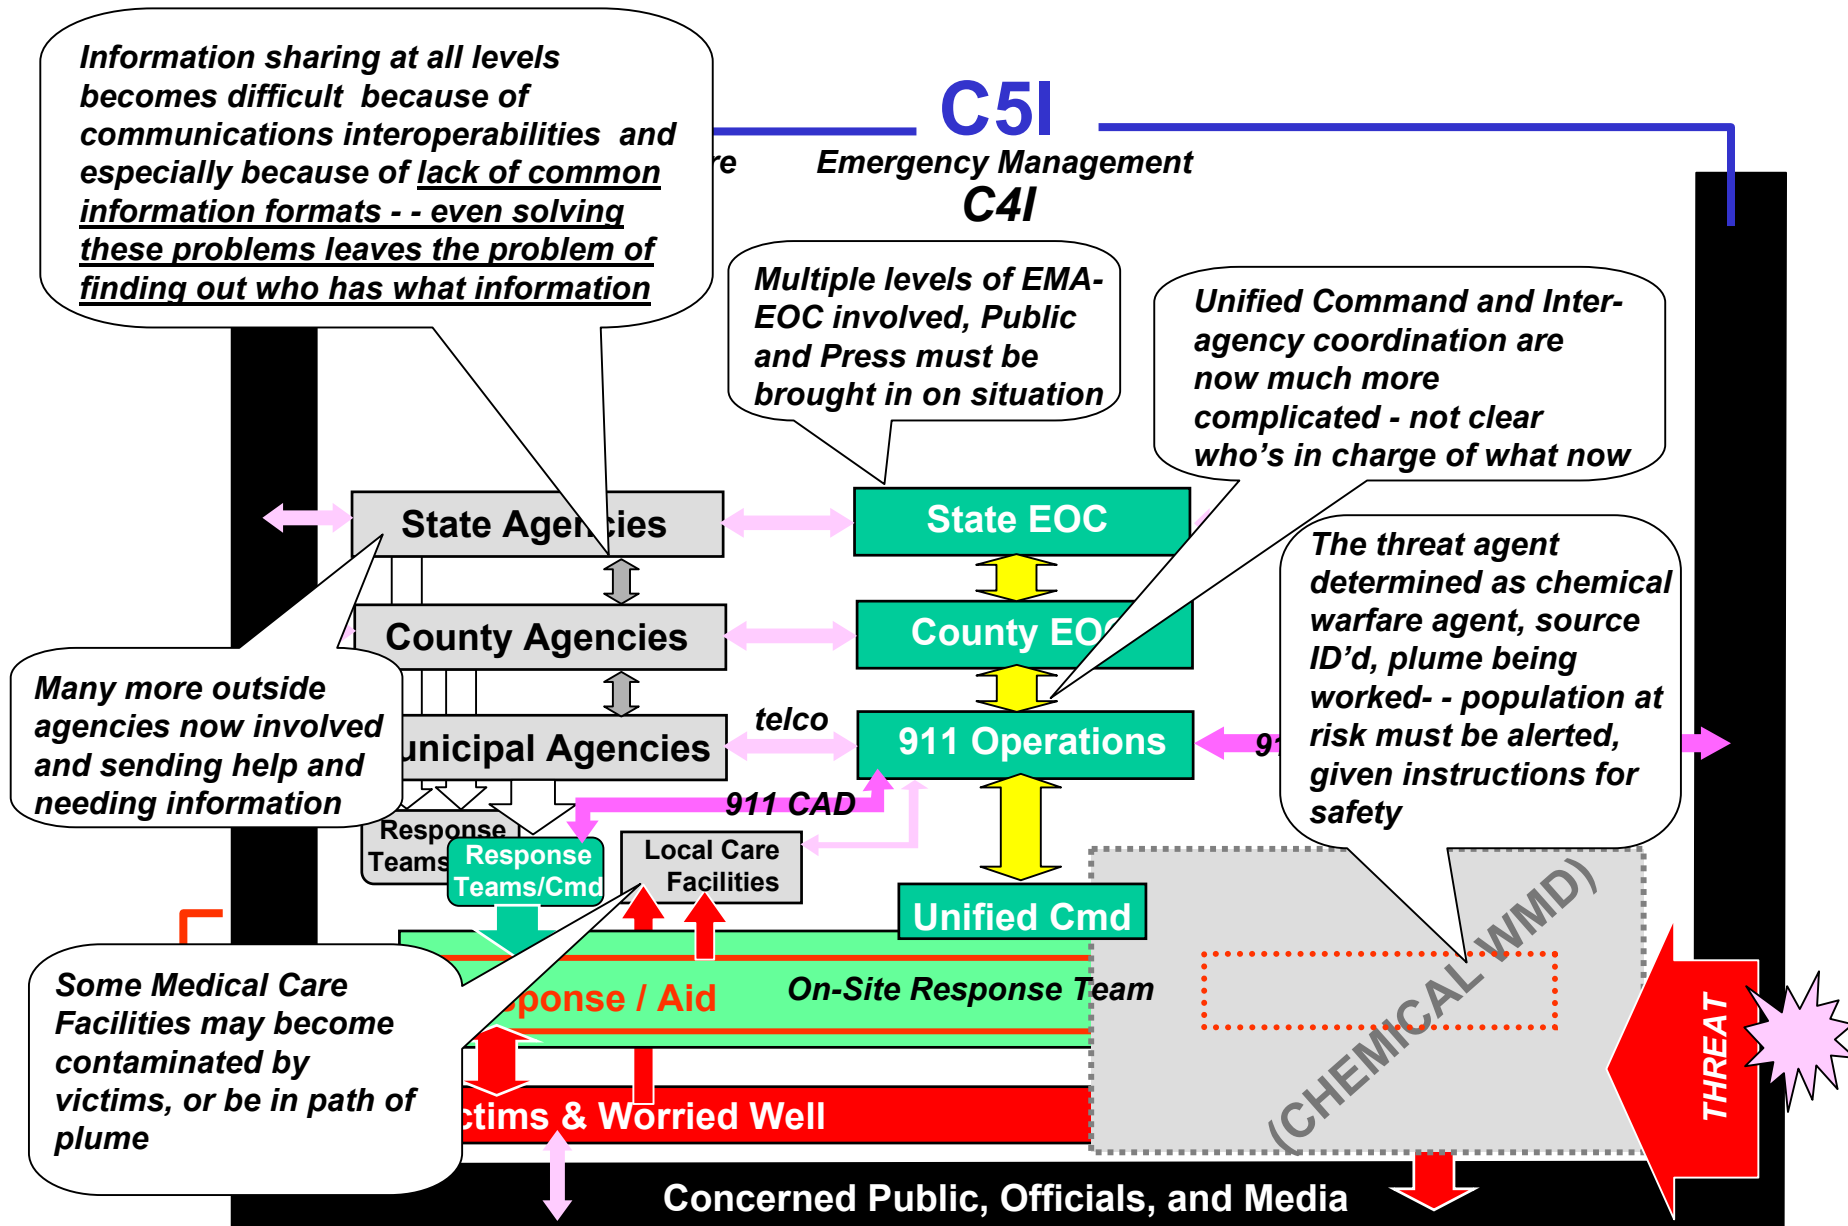 Information sharing at all levels
becomes difficult because of
communications interoperabilities and
especially because of lack of common
information formats - - even solving
these problems leaves the problem of
finding out who has what information
C5I
re
Emergency Management
C4I
Multiple levels of EMA-
EOC involved, Public
and Press must be
brought in on situation
Unified Command and Inter-
agency coordination are
now much more
complicated - not clear
who's in charge of what now
State Agencies
State EOC
The threat agent
determined as chemical
warfare agent, source
ID'd, plume being
worked- - population at
risk must be alerted,
given instructions for
safety
County Agencies
County EOC
Many more outside
agencies now involved
and sending help and
needing information
unicipal Agencies
telco
911 Operations
91
911 CAD
Response
Teams
Response
Teams/Cmd
Local Care
Facilities
Unified Cmd
(CHEMICAL WMD)
Some Medical Care
Facilities may become
contaminated by
victims, or be in path of
plume
sponse / Aid
On-Site Response Team
THREAT
ctims & Worried Well
Concerned Public, Officials, and Media